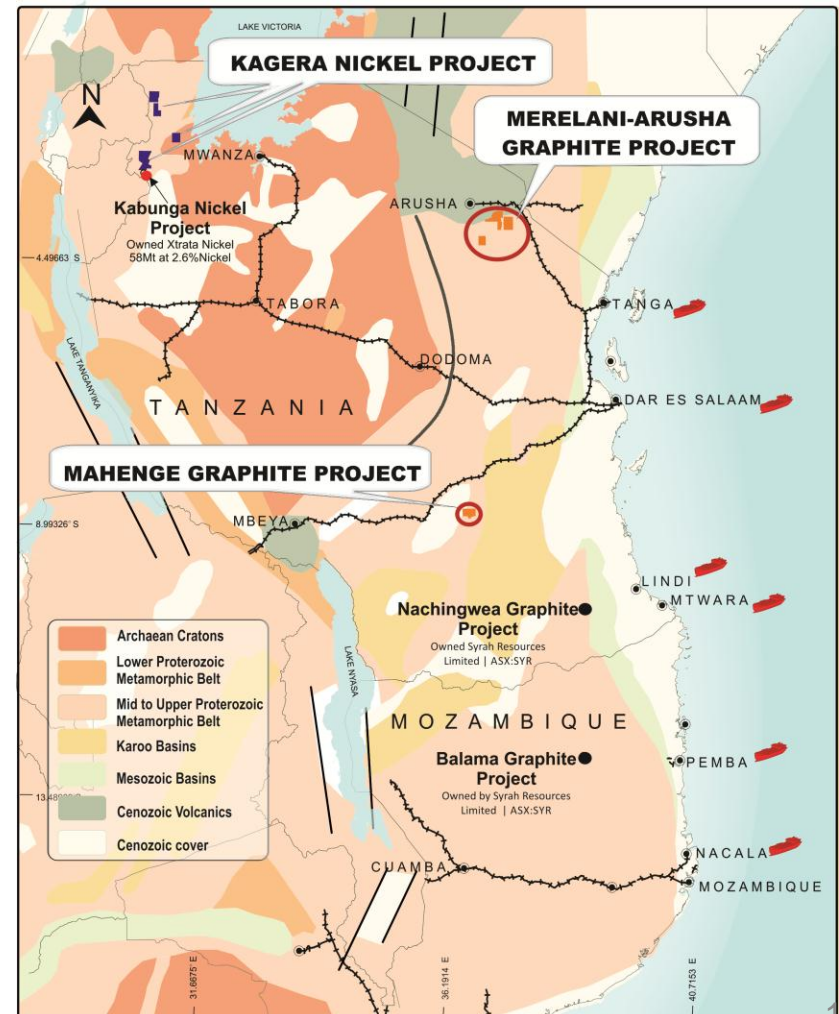 LAKE VICTORIA
KAGERA NICKEL PROJECT
N
MERELANI-ARUSHA
GRAPHITE PROJECT
MWANZA
ARUSHA
Kabunga Nickel
Project
Owned Xtrata Nickel
58Mt at 2.6%Nickel
4.49663 S
TABORA
TANGA
DODOMA
LAKE TANGANYIKA
TANZANIA
DAR ES SALAAM
MAHENGE GRAPHITE PROJECT
8.99326° S
MBEYA
LINDI
MTWARA
Nachingwea Graphite
Project
Owned Syrah Resources
Limited | ASX:SYR
LAKE NYASA
Archaean Cratons
Lower Proterozoic
Metamorphic Belt
Mid to Upper Proterozoic
Metamorphic Belt
Karoo Basins
Mesozoic Basins
Cenozoic Volcanics
Cenozoic cover
MOZAMBIQUE
Balama Graphite
Project
Owned by Syrah Resources
Limited | ASX:SYR
PEMBA
CUAMBA
NACALA
MOZAMBIQUE
31.6675° E
36.1914 E
40.7153 E